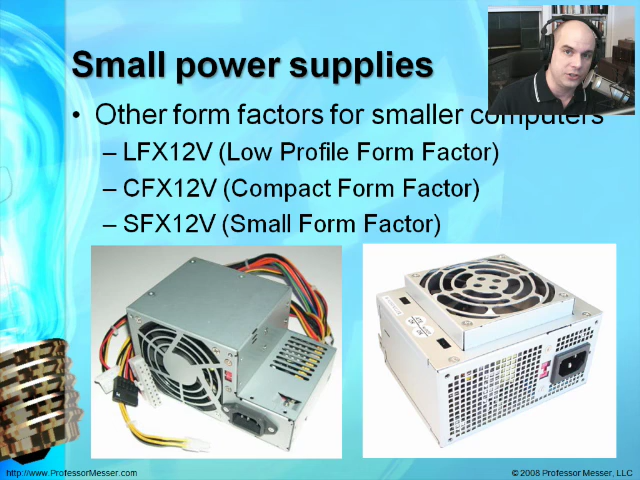 Small power supplies
• Other form factors for smaller computers
– LFX12V (Low Profile Form Factor)
– CFX12V (Compact Form Factor)
– SFX12V (Small Form Factor)
http://www.ProfessorMesser.com
© 2008 Professor Messer, LLC